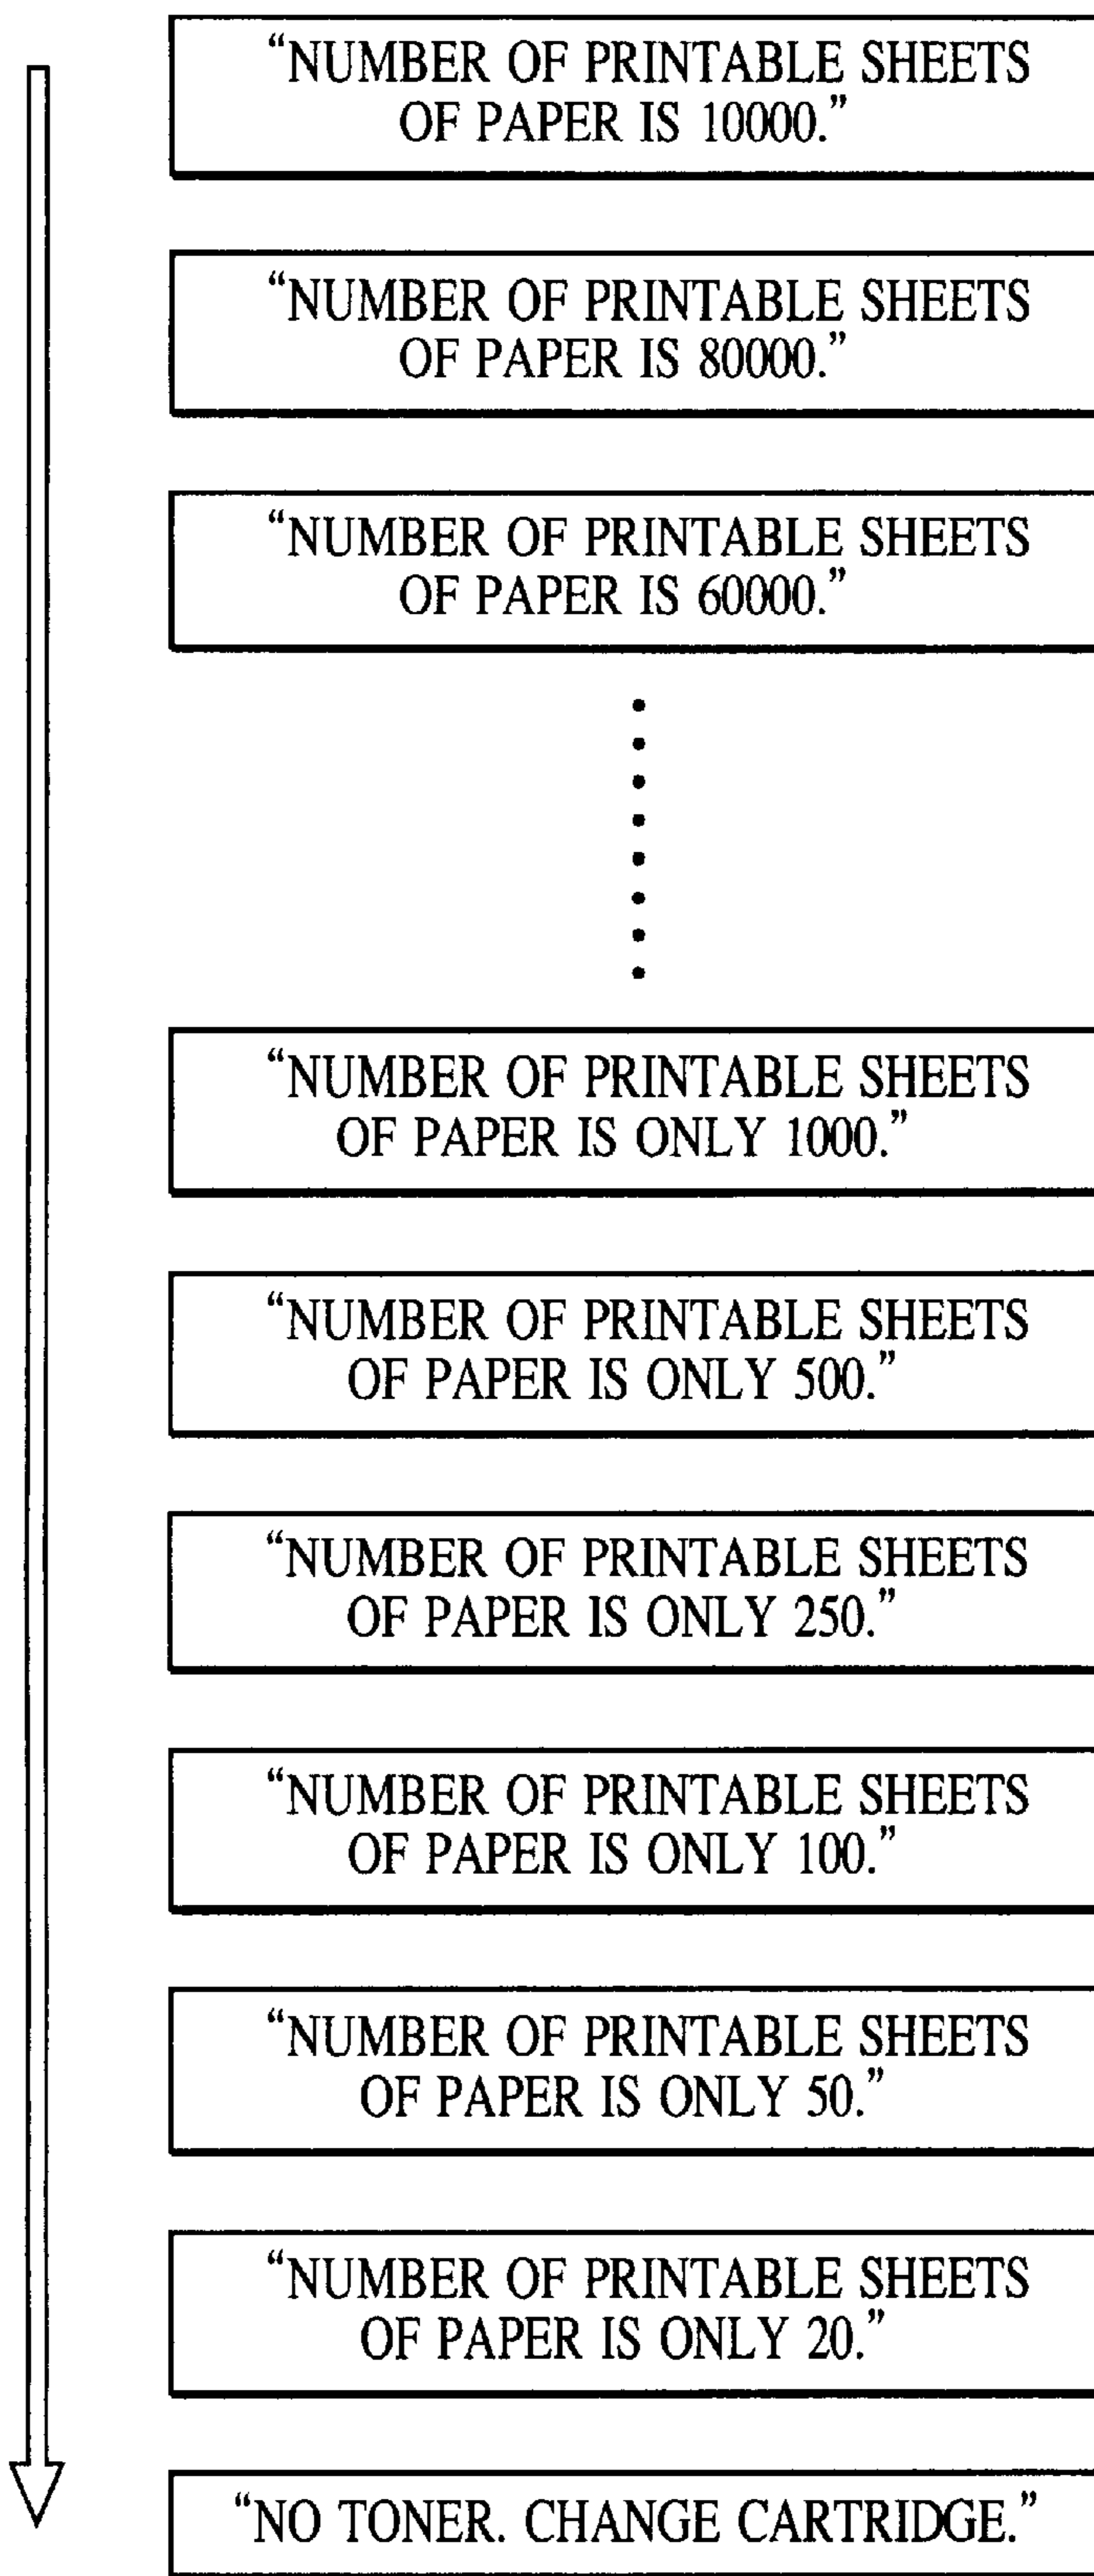 “NUMBER OF PRINTABLE SHEETS
OF PAPER IS 10000.”
“NUMBER OF PRINTABLE SHEETS
OF PAPER IS 80000.”
“NUMBER OF PRINTABLE SHEETS
OF PAPER IS 60000.”
“NUMBER OF PRINTABLE SHEETS
OF PAPER IS ONLY 1000.”
“NUMBER OF PRINTABLE SHEETS
OF PAPER IS ONLY 500.”
“NUMBER OF PRINTABLE SHEETS
OF PAPER IS ONLY 250.”
“NUMBER OF PRINTABLE SHEETS
OF PAPER IS ONLY 100.”
“NUMBER OF PRINTABLE SHEETS
OF PAPER IS ONLY 50.”
“NUMBER OF PRINTABLE SHEETS
OF PAPER IS ONLY 20.”
“NO TONER. CHANGE CARTRIDGE.”